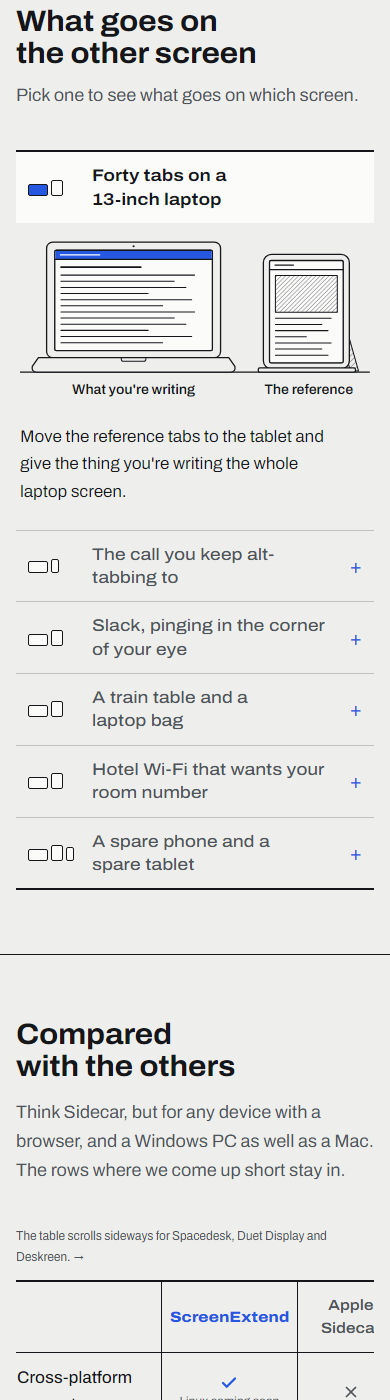 What goes on
the other screen
Pick one to see what goes on which screen.
Forty tabs on a
13-inch laptop
What you're writing
The reference
Move the reference tabs to the tablet and
give the thing you're writing the whole
laptop screen.
The call you keep alt-
tabbing to
+
Slack, pinging in the corner
of your eye
+
A train table and a
laptop bag
+
Hotel Wi-Fi that wants your
room number
+
A spare phone and a
spare tablet
+
Compared
with the others
Think Sidecar, but for any device with a
browser, and a Windows PC as well as a Mac.
The rows where we come up short stay in.
The table scrolls sideways for Spacedesk, Duet Display and
Deskreen. →
ScreenExtend
Apple
Sideca
Cross-platform